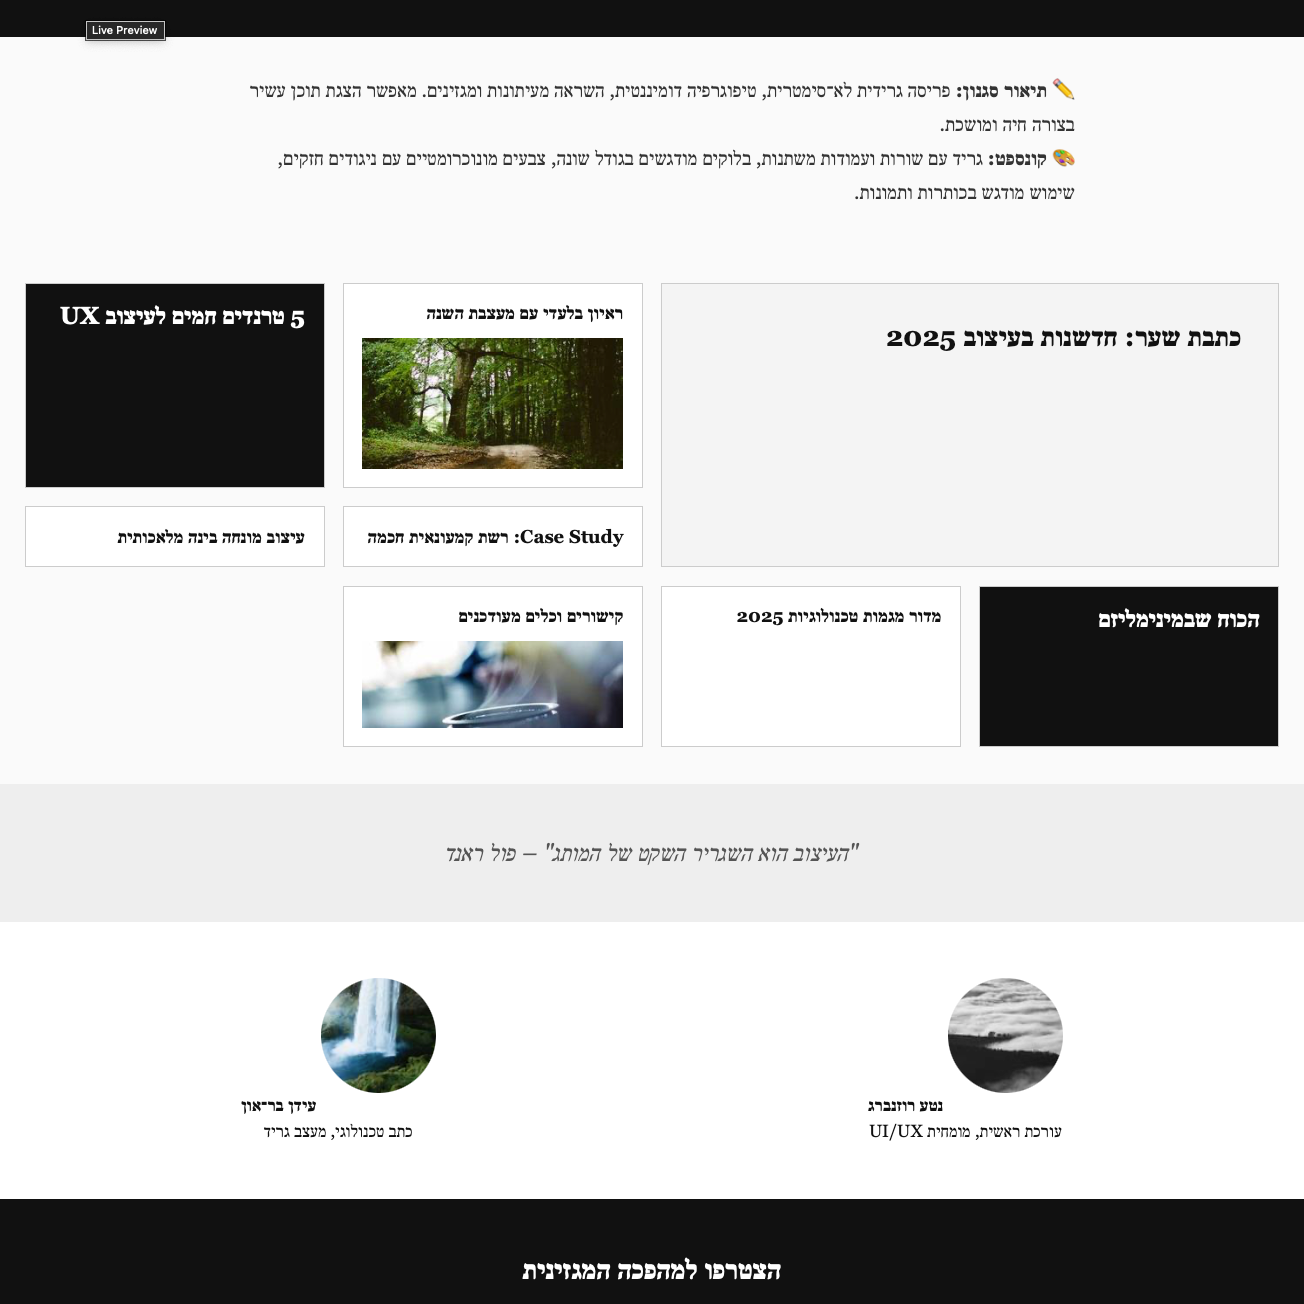 Live Preview
✏️ תיאור סגנון: פריסה גרידית לא־סימטרית, טיפוגרפיה דומיננטית, השראה מעיתונות ומגזינים. מאפשר הצגת תוכן עשיר
בצורה חיה ומושכת.
🎨 קונספט: גריד עם שורות ועמודות משתנות, בלוקים מודגשים בגודל שונה, צבעים מונוכרומטיים עם ניגודים חזקים,
שימוש מודגש בכותרות ותמונות.
כתבת שער: חדשנות בעיצוב 2025
ראיון בלעדי עם מעצבת השנה
5 טרנדים חמים לעיצוב UX
Case Study: רשת קמעונאית חכמה
עיצוב מונחה בינה מלאכותית
הכוח שבמינימליזם
מדור מגמות טכנולוגיות 2025
קישורים וכלים מעודכנים
"העיצוב הוא השגריר השקט של המותג" – פול ראנד
נטע רוזנברג
עורכת ראשית, מומחית UI/UX
עידן בר־און
כתב טכנולוגי, מעצב גריד
הצטרפו למהפכה המגזינית